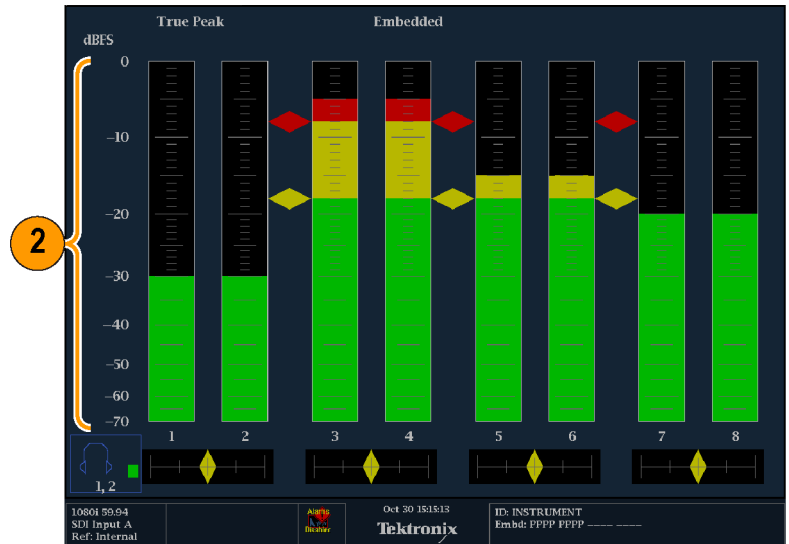 True Peak Embedded
dBFS
0
-10
-20
-30
-40
-50
-60
-70
2
1 2 3 4 5 6 7 8
1, 2
1080i 59.94
SDI Input A
Ref: Internal
Alarms
Disabled
Oct 30 15:15:13
Tektronix
ID: INSTRUMENT
Embd: PPPP PPPP ---- ----